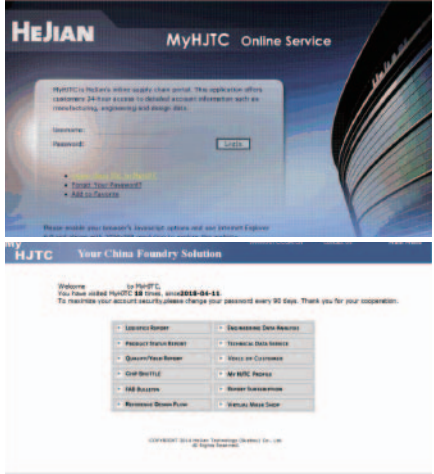 HEJIAN
MyHJTC Online Service
MyHJTC is HeJian's online supply chain portal. This application offers
customers 24-hour access to detailed account information such as
manufacturing, engineering and design data.
Username:
Password:
Login
Forgot Your Password?
Add to Favorite
Please enable your browser's Javascript options and use Internet Explorer
my
HJTC Your China Foundry Solution
Welcome by MyHJTC,
You have visited MyHJTC 18 times, since2018-04-11.
To maximize your account security,please change your password every 90 days. Thank you for your cooperation.
LOGISTICS REPORT ENGINEERING DATA ANALYSIS
PRODUCT STATUS REPORT TECHNICAL DATA SERVICE
QUALITY/YIELD REPORT VOICE OF CUSTOMER
CHIP SHUTTLE MY HJTC PROFILE
FAB BULLETIN REPORT SUBSCRIPTION
REFERENCE DESIGN FLOW VIRTUAL MASK SHOP
COPYRIGHT 2014 HeJian Technology (Suzhou) Co., Ltd
All Rights Reserved.